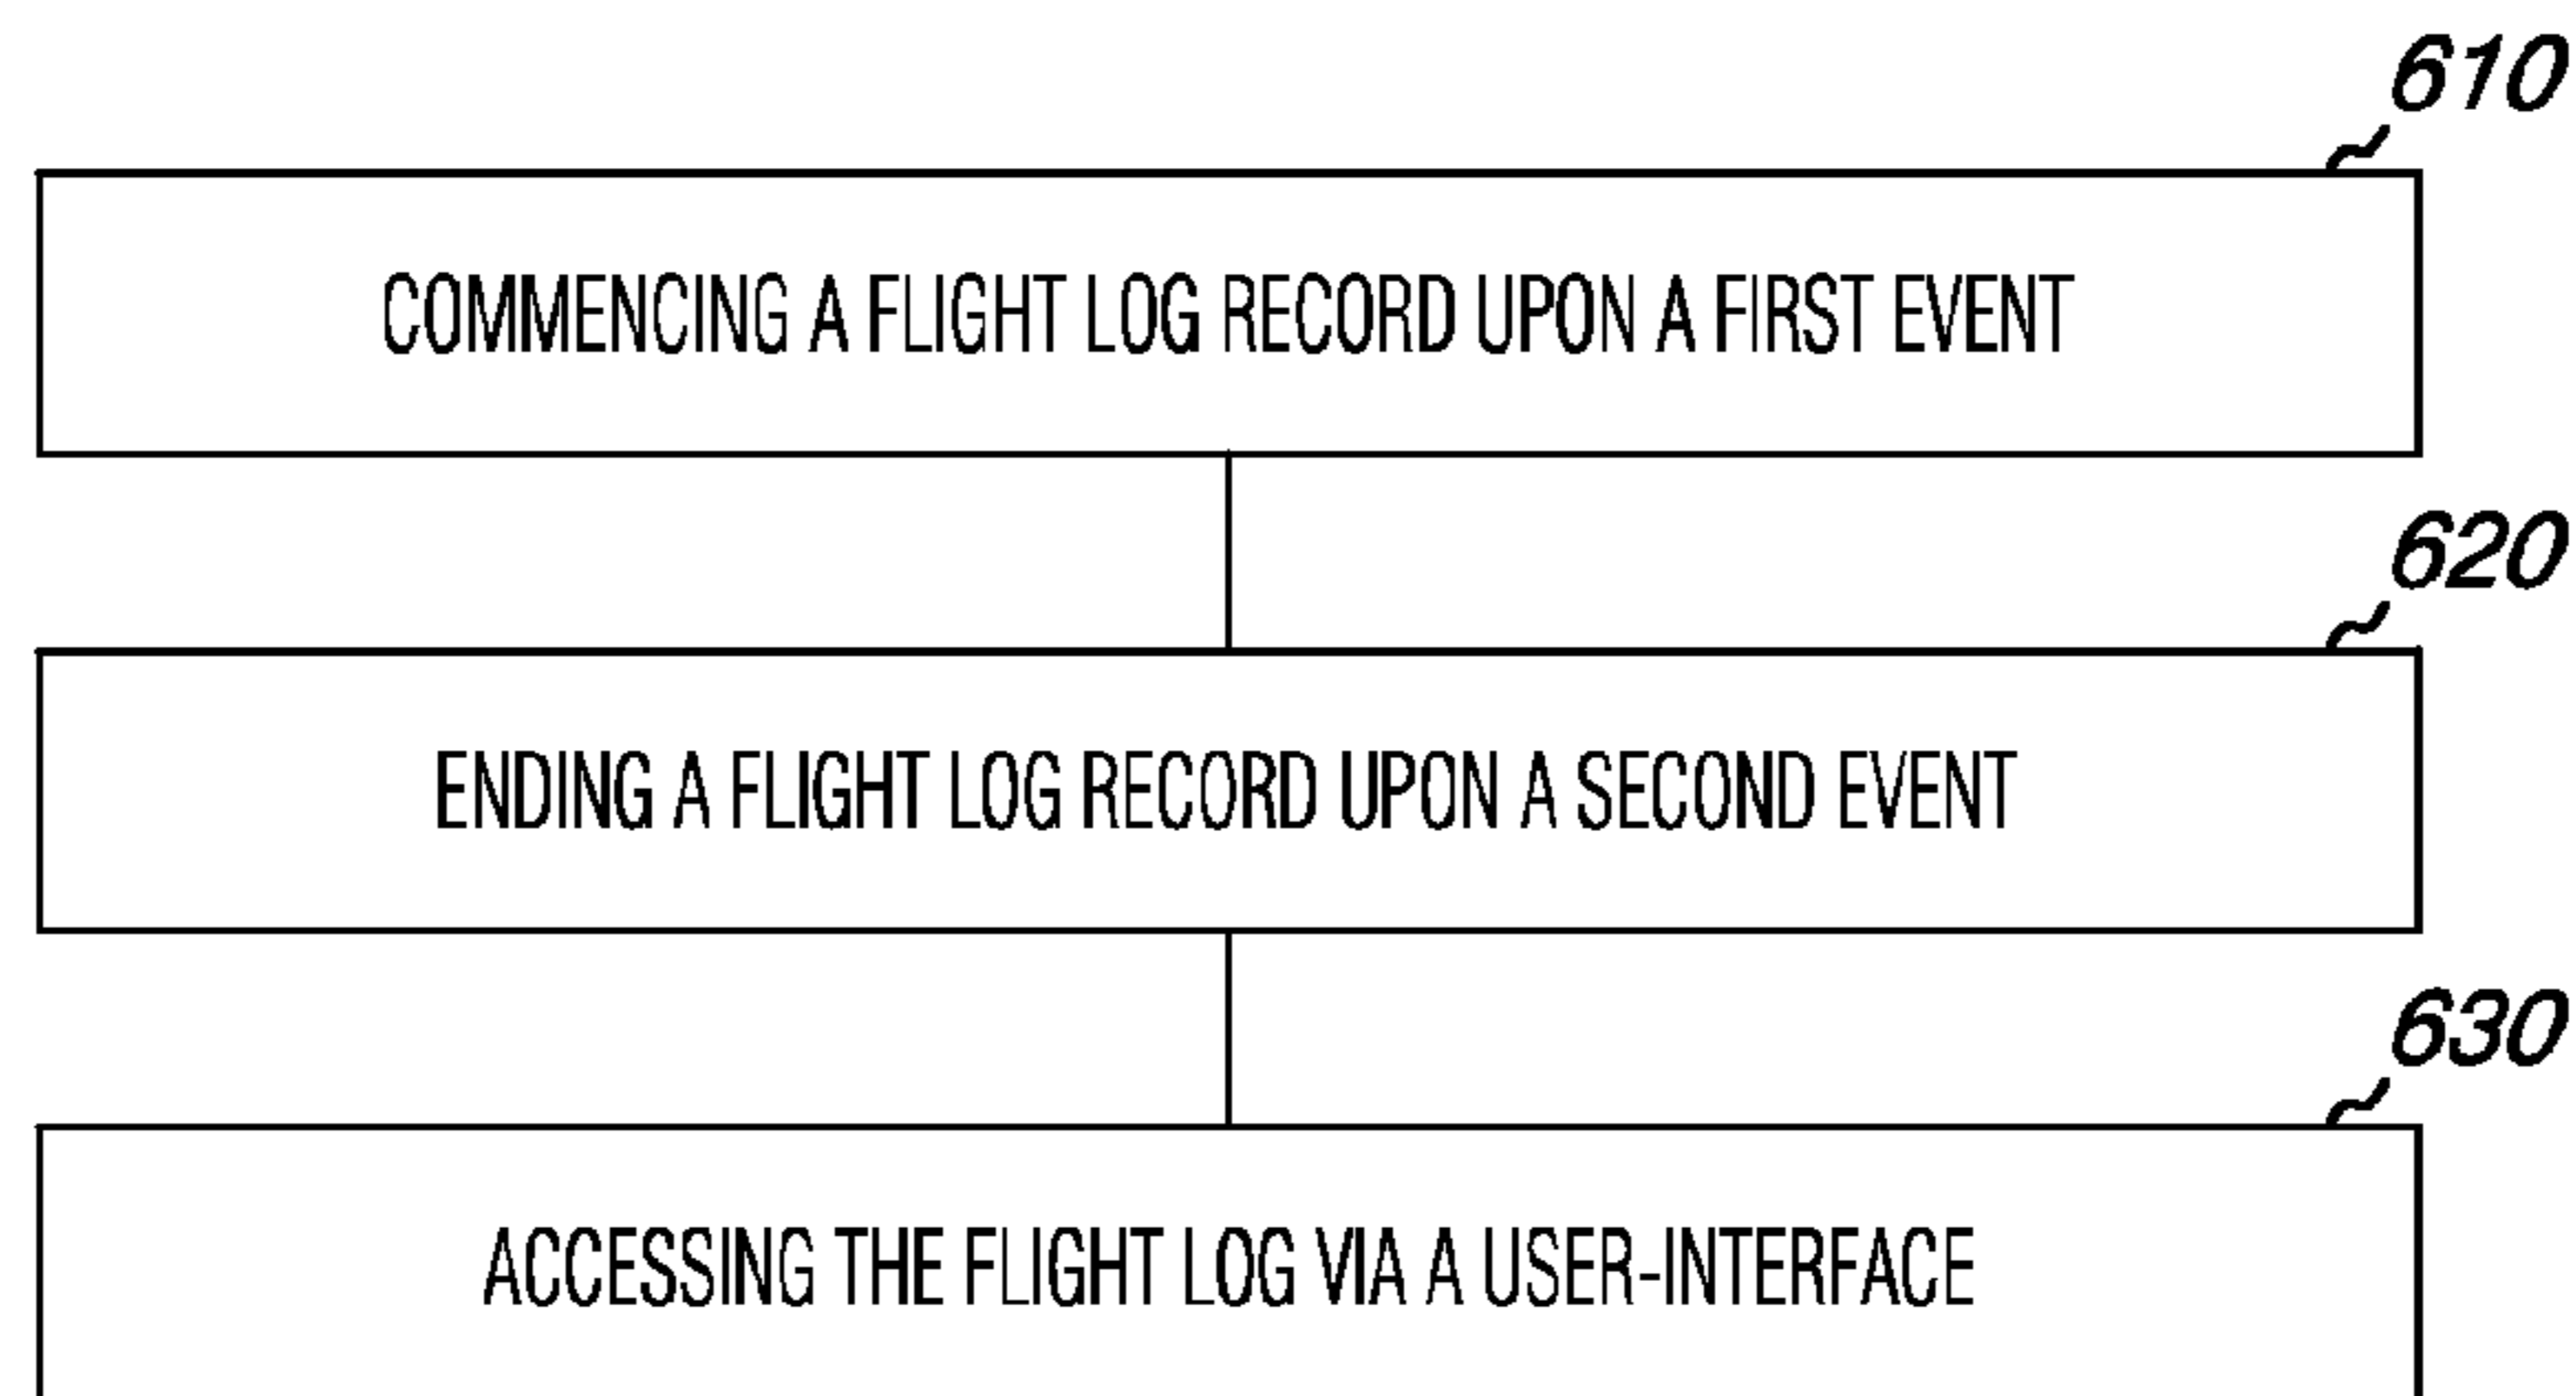 610
COMMENCING A FLIGHT LOG RECORD UPON A FIRST EVENT
620
ENDING A FLIGHT LOG RECORD UPON A SECOND EVENT
630
ACCESSING THE FLIGHT LOG VIA A USER-INTERFACE